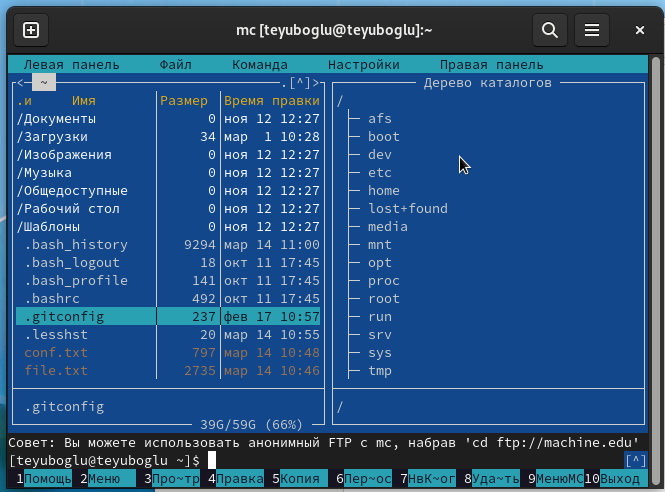 mc [teyuboglu@teyuboglu]:~
Левая панель Файл Команда Настройки Правая панель
<— ~ .[^]> Дерево каталогов
.и Имя Размер Время правки /
/Документы 0 ноя 12 12:27 afs
/Загрузки 34 мар 1 10:28 boot
/Изображения 0 ноя 12 12:27 dev
/Музыка 0 ноя 12 12:27 etc
/Общедоступные 0 ноя 12 12:27 home
/Рабочий стол 0 ноя 12 12:27 lost+found
/Шаблоны 0 ноя 12 12:27 media
.bash_history 9294 мар 14 11:00 mnt
.bash_logout 18 окт 11 17:45 opt
.bash_profile 141 окт 11 17:45 proc
.bashrc 492 окт 11 17:45 root
.gitconfig 237 фев 17 10:57 run
.lesshst 20 мар 14 10:55 srv
conf.txt 797 мар 14 10:48 sys
file.txt 2735 мар 14 10:46 tmp
.gitconfig /
39G/59G (66%)
Совет: Вы можете использовать анонимный FTP с mc, набрав 'cd ftp://machine.edu'
[teyuboglu@teyuboglu ~]$ [^]
1Помощь 2Меню 3Про~тр 4Правка 5Копия 6Пер~ос 7НвК~ог 8Уда~ть 9МенюMC 10Выход